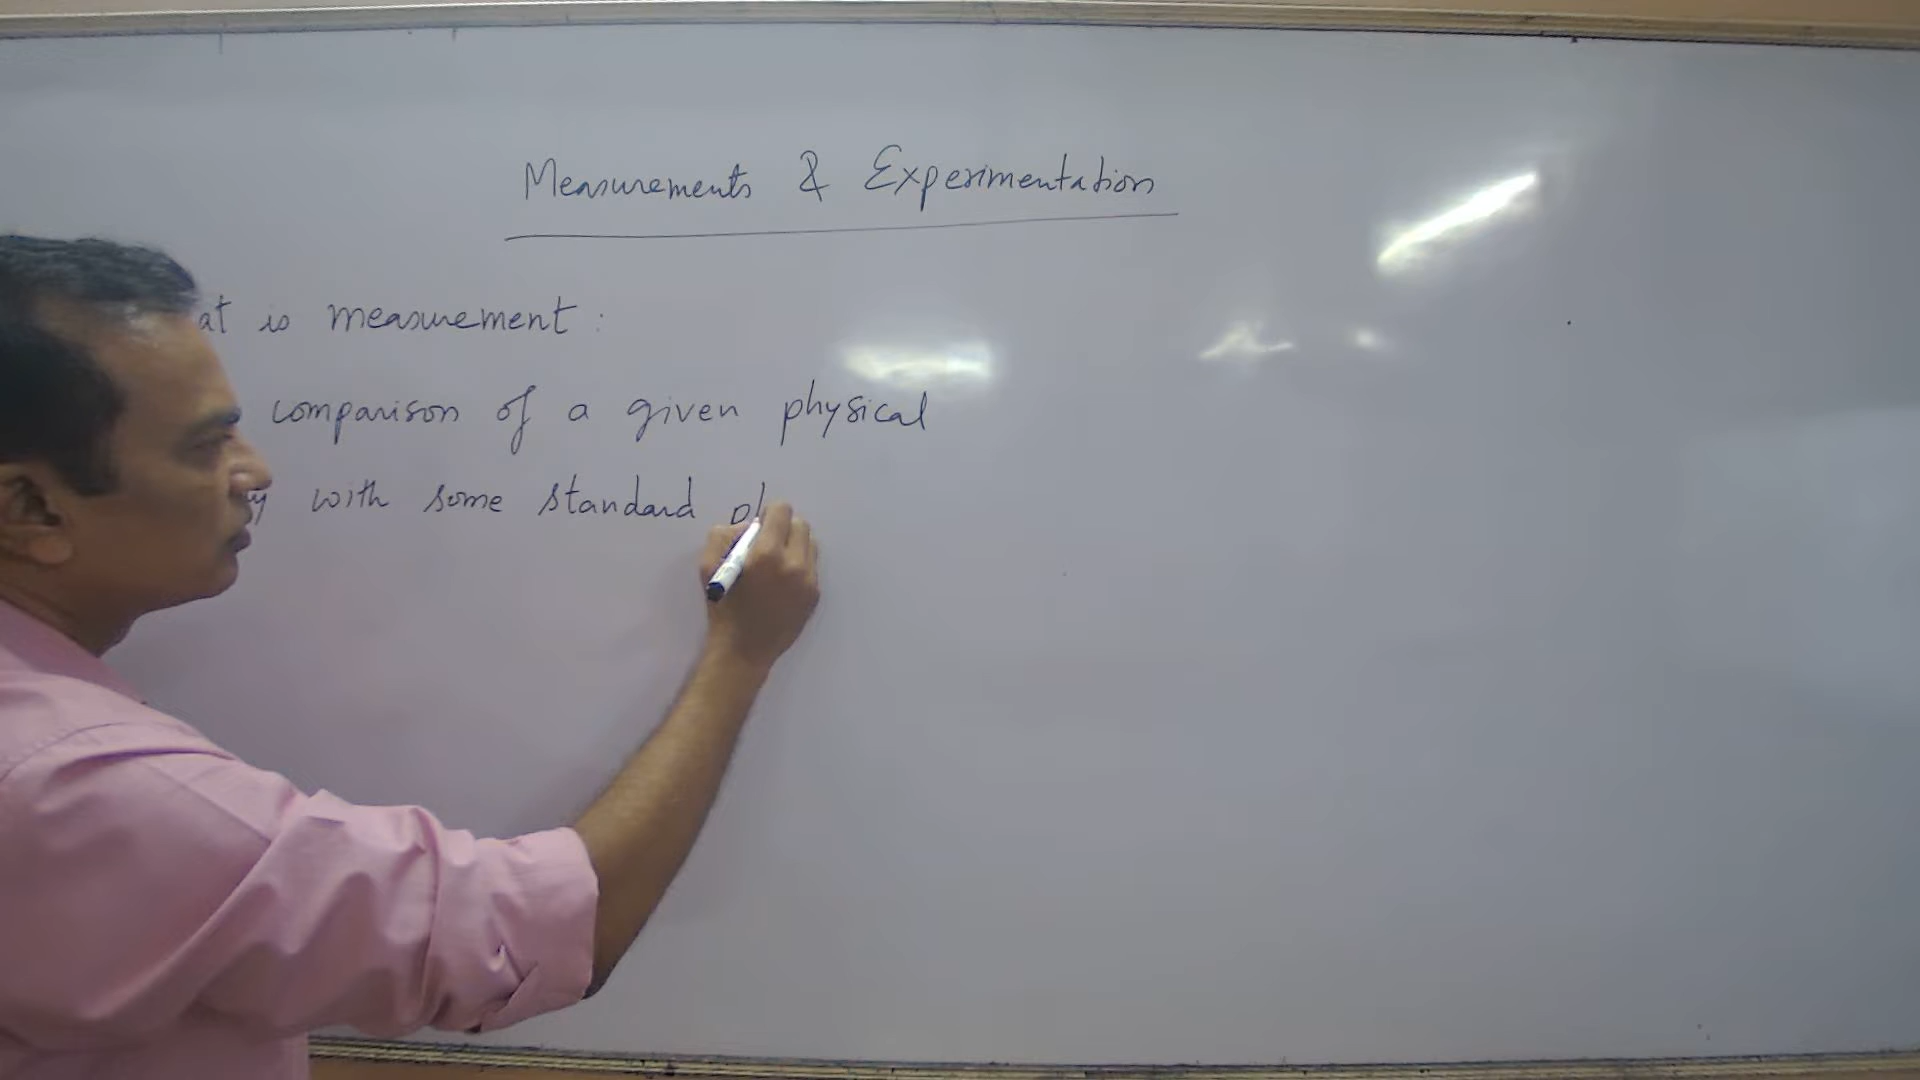 Measurements & Experimentation
at is measurement :
comparison of a given physical
y with some standard